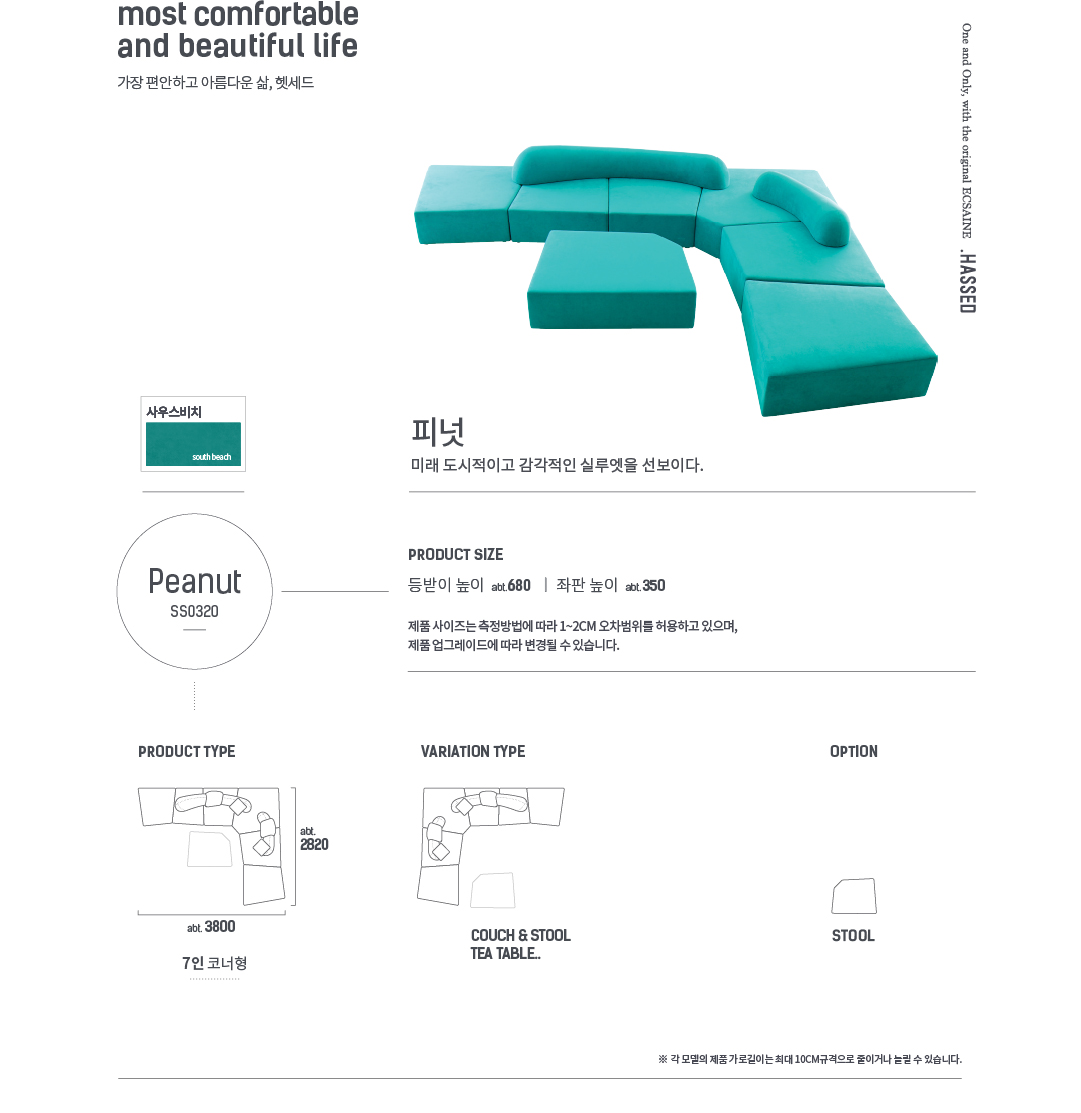 most comfortable
and beautiful life
가장 편안하고 아름다운 삶, 헷세드
One and Only, with the original ECSAINE
.HASSED
사우스비치
south beach
피넛
미래 도시적이고 감각적인 실루엣을 선보이다.
Peanut
SS0320
PRODUCT SIZE
등받이 높이 abt.680 | 좌판 높이 abt.350
제품 사이즈는 측정방법에 따라 1~2CM 오차범위를 허용하고 있으며,
제품 업그레이드에 따라 변경될 수 있습니다.
PRODUCT TYPE
abt.
2820
abt. 3800
7인 코너형
VARIATION TYPE
COUCH & STOOL
TEA TABLE..
OPTION
STOOL
※ 각 모델의 제품 가로길이는 최대 10CM규격으로 줄이거나 늘릴 수 있습니다.